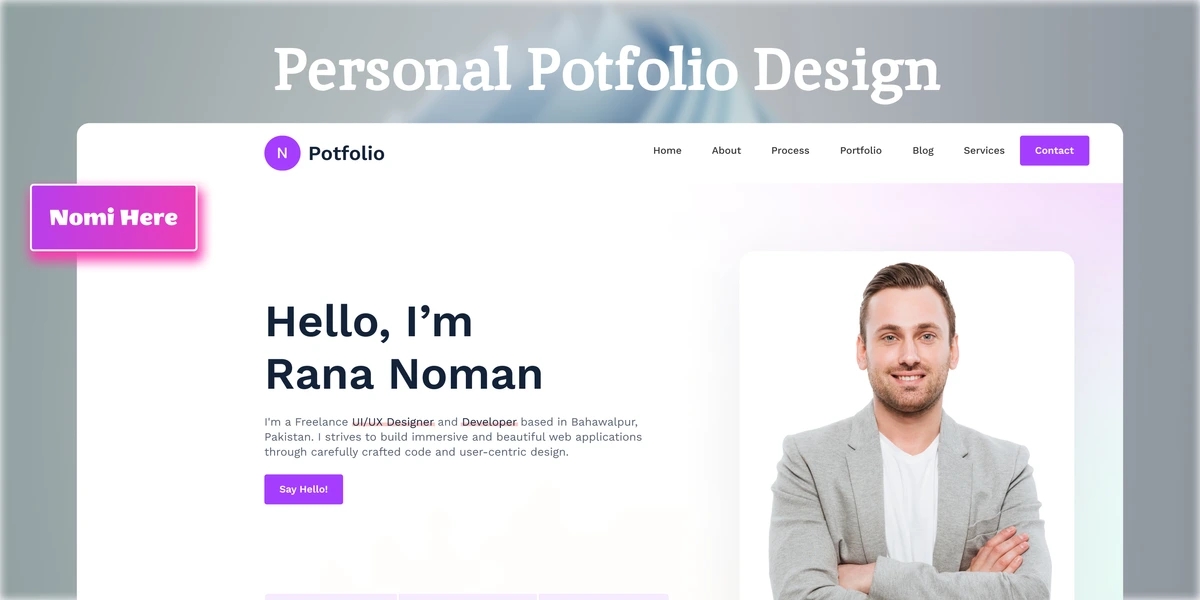 Personal Potfolio Design
N Potfolio
Home About Process Portfolio Blog Services Contact
Nomi Here
Hello, I’m
Rana Noman
I'm a Freelance UI/UX Designer and Developer based in Bahawalpur,
Pakistan. I strives to build immersive and beautiful web applications
through carefully crafted code and user-centric design.
Say Hello!